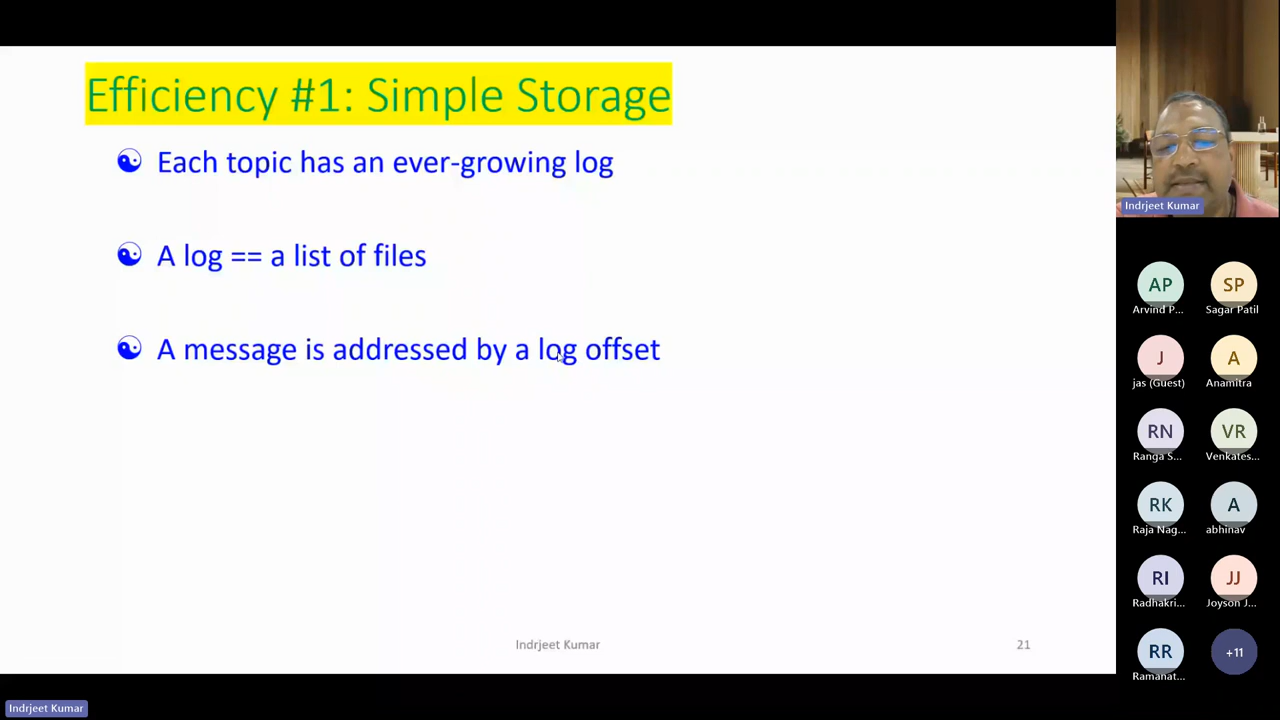 Efficiency #1: Simple Storage
Each topic has an ever-growing log
A log == a list of files
A message is addressed by a log offset
Indrjeet Kumar
21
Indrjeet Kumar
Indrjeet Kumar
AP
SP
Arvind P...
Sagar Patil
J
A
jas (Guest)
Anamitra
RN
VR
Ranga S...
Venkates...
RK
A
Raja Nag...
abhinav
RI
JJ
Radhakri...
Joyson J...
RR
+11
Ramanat...